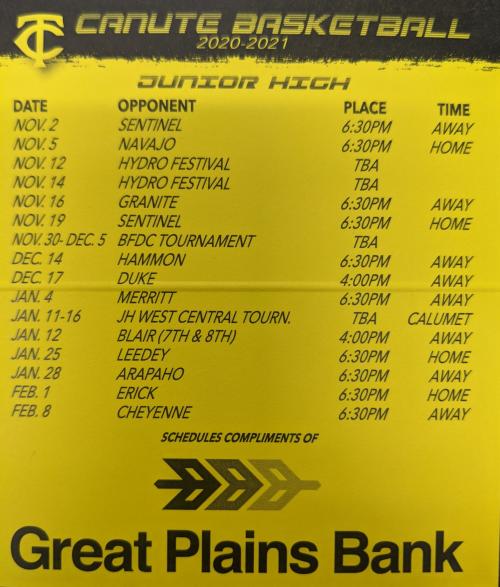 TC CANUTE BASKETBALL
2020-2021
JUNIOR HIGH
DATE OPPONENT PLACE TIME
NOV. 2 SENTINEL 6:30PM AWAY
NOV. 5 NAVAJO 6:30PM HOME
NOV. 12 HYDRO FESTIVAL TBA
NOV. 14 HYDRO FESTIVAL TBA
NOV. 16 GRANITE 6:30PM AWAY
NOV. 19 SENTINEL 6:30PM HOME
NOV. 30- DEC. 5 BFDC TOURNAMENT TBA
DEC. 14 HAMMON 6:30PM AWAY
DEC. 17 DUKE 4:00PM AWAY
JAN. 4 MERRITT 6:30PM AWAY
JAN. 11-16 JH WEST CENTRAL TOURN. TBA CALUMET
JAN. 12 BLAIR (7TH & 8TH) 4:00PM AWAY
JAN. 25 LEEDEY 6:30PM HOME
JAN. 28 ARAPAHO 6:30PM AWAY
FEB. 1 ERICK 6:30PM HOME
FEB. 8 CHEYENNE 6:30PM AWAY
SCHEDULES COMPLIMENTS OF
Great Plains Bank